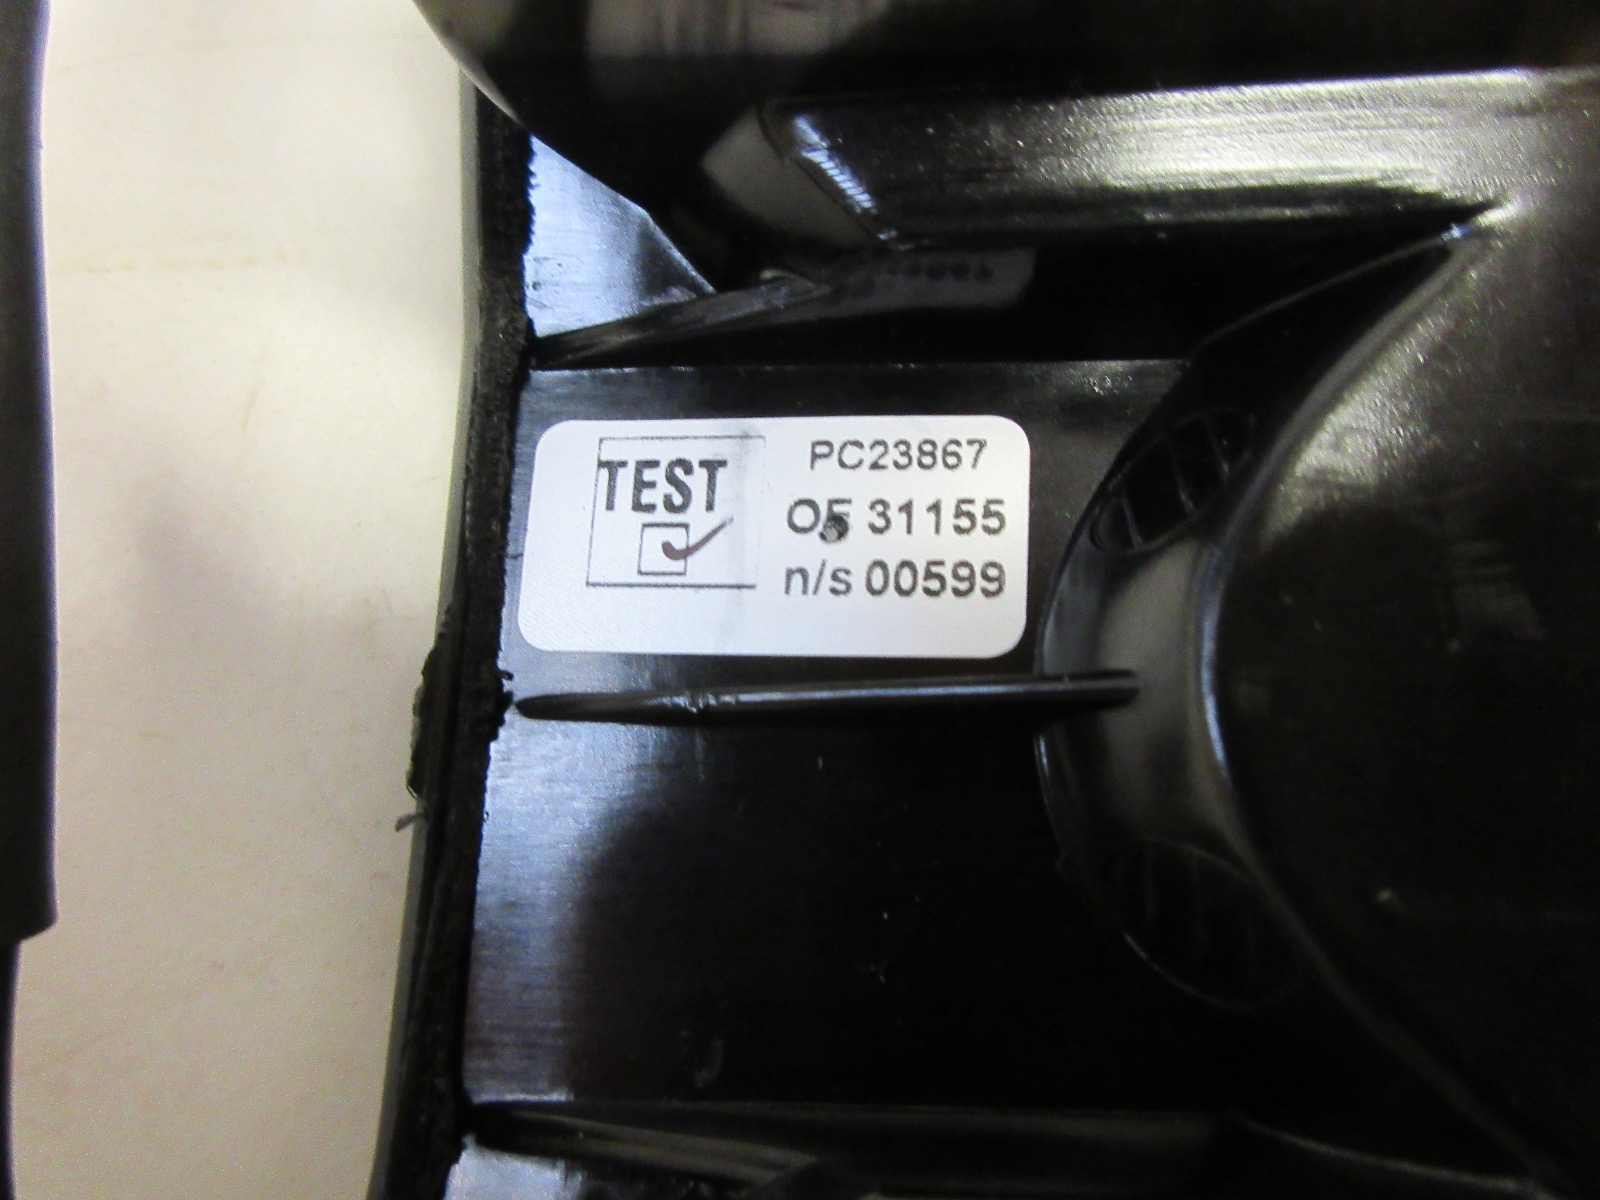 TEST
PC23867
OF 31155
n/s 00599